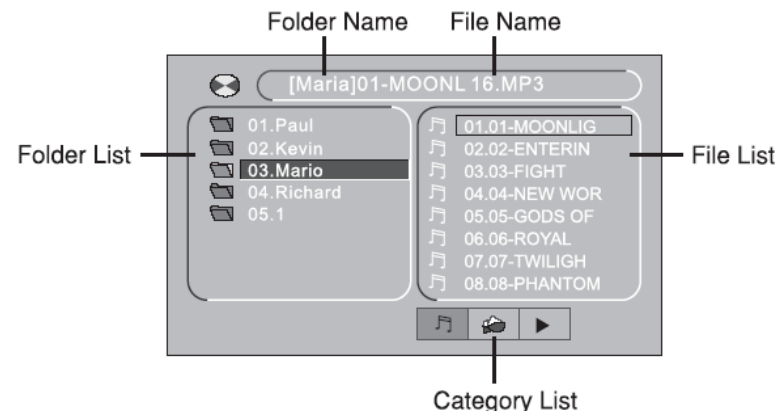 Folder Name File Name
[Maria]01-MOONL 16.MP3
Folder List
01.Paul
02.Kevin
03.Mario
04.Richard
05.1
01.01-MOONLIG
02.02-ENTERIN
03.03-FIGHT
04.04-NEW WOR
05.05-GODS OF
06.06-ROYAL
07.07-TWILIGH
08.08-PHANTOM
File List
Category List